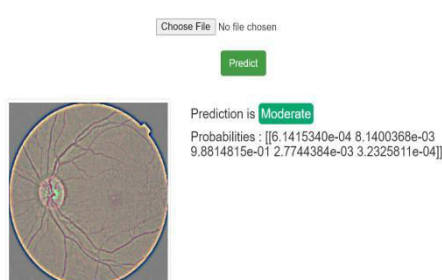 Choose File No file chosen
Predict
Prediction is Moderate
Probabilities : [[6.1415340e-04 8.1400368e-03
9.8814815e-01 2.7744384e-03 3.2325811e-04]]